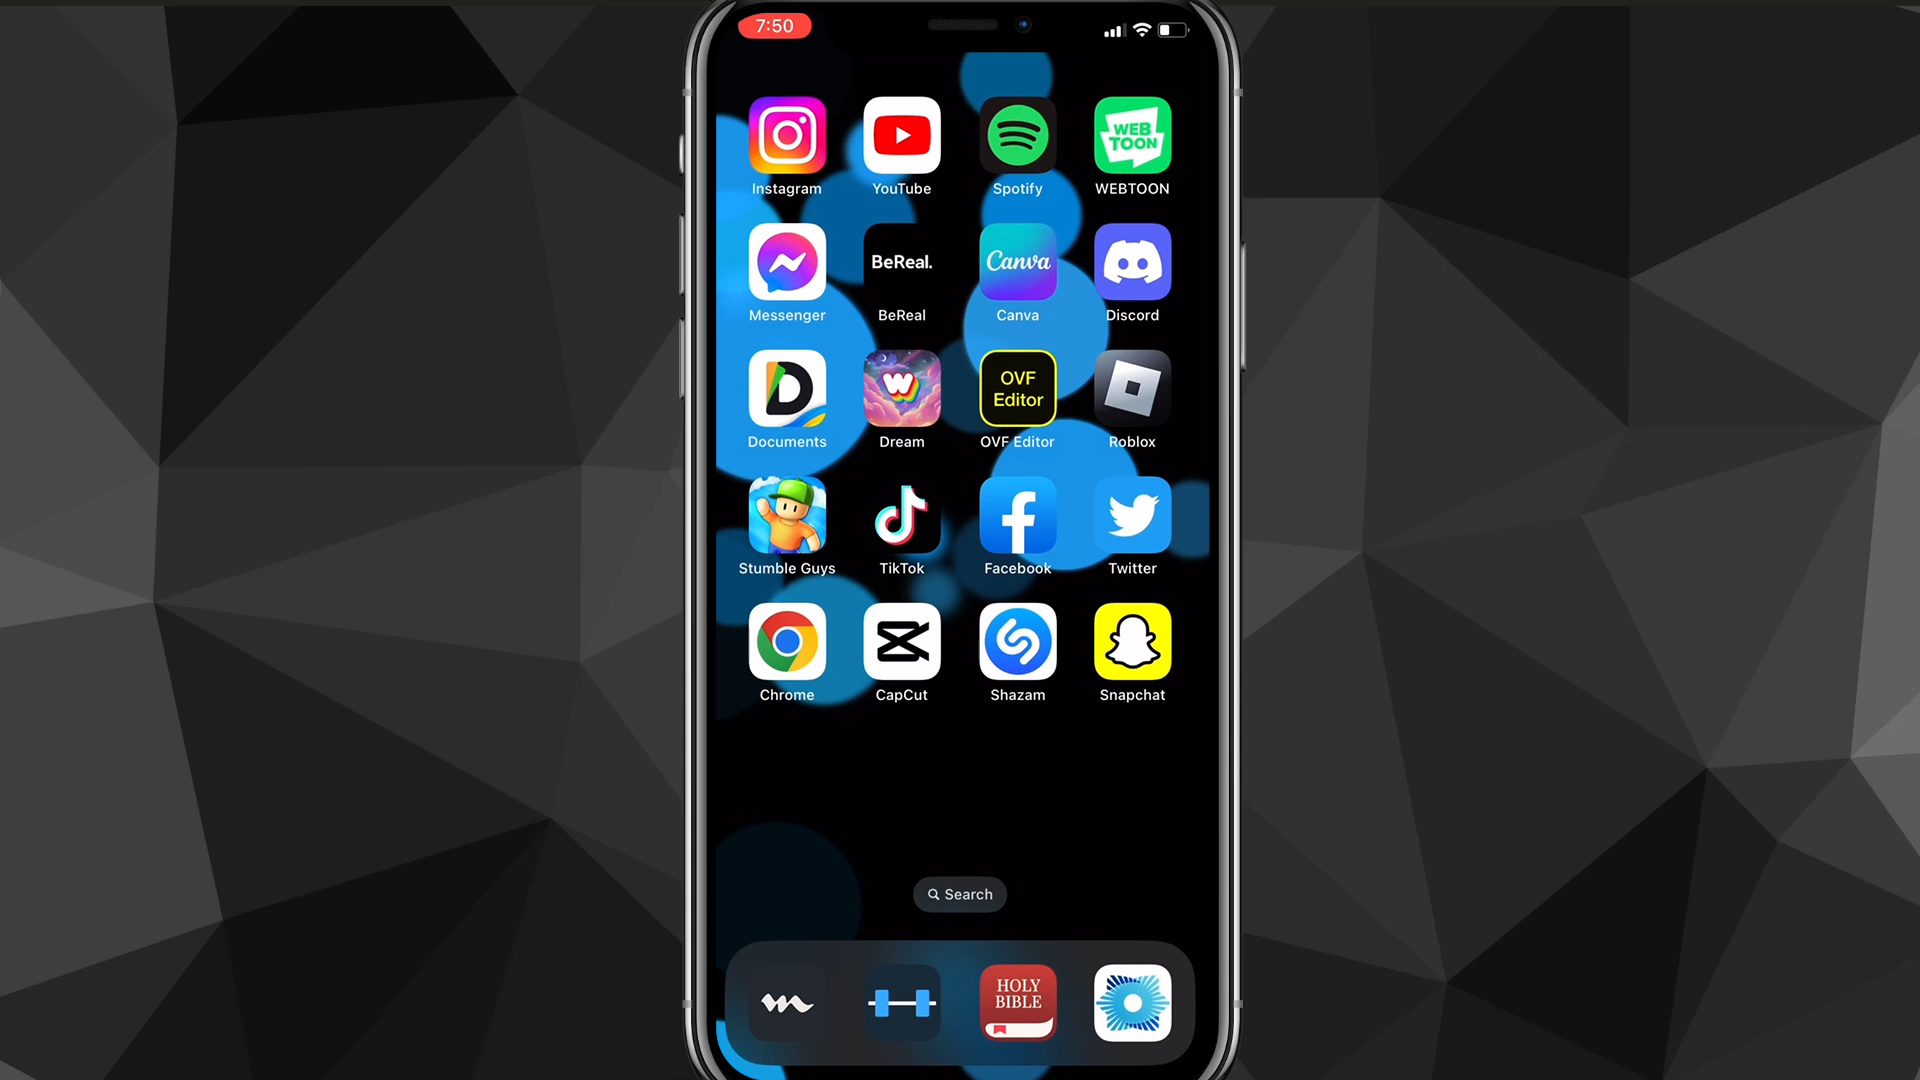 7:50
WEB
TOON
Instagram
YouTube
Spotify
WEBTOON
BeReal.
Canva
Messenger
BeReal
Canva
Discord
D
W
OVF
Editor
Documents
Dream
OVF Editor
Roblox
Stumble Guys
TikTok
Facebook
Twitter
Chrome
CapCut
Shazam
Snapchat
Search
HOLY
BIBLE